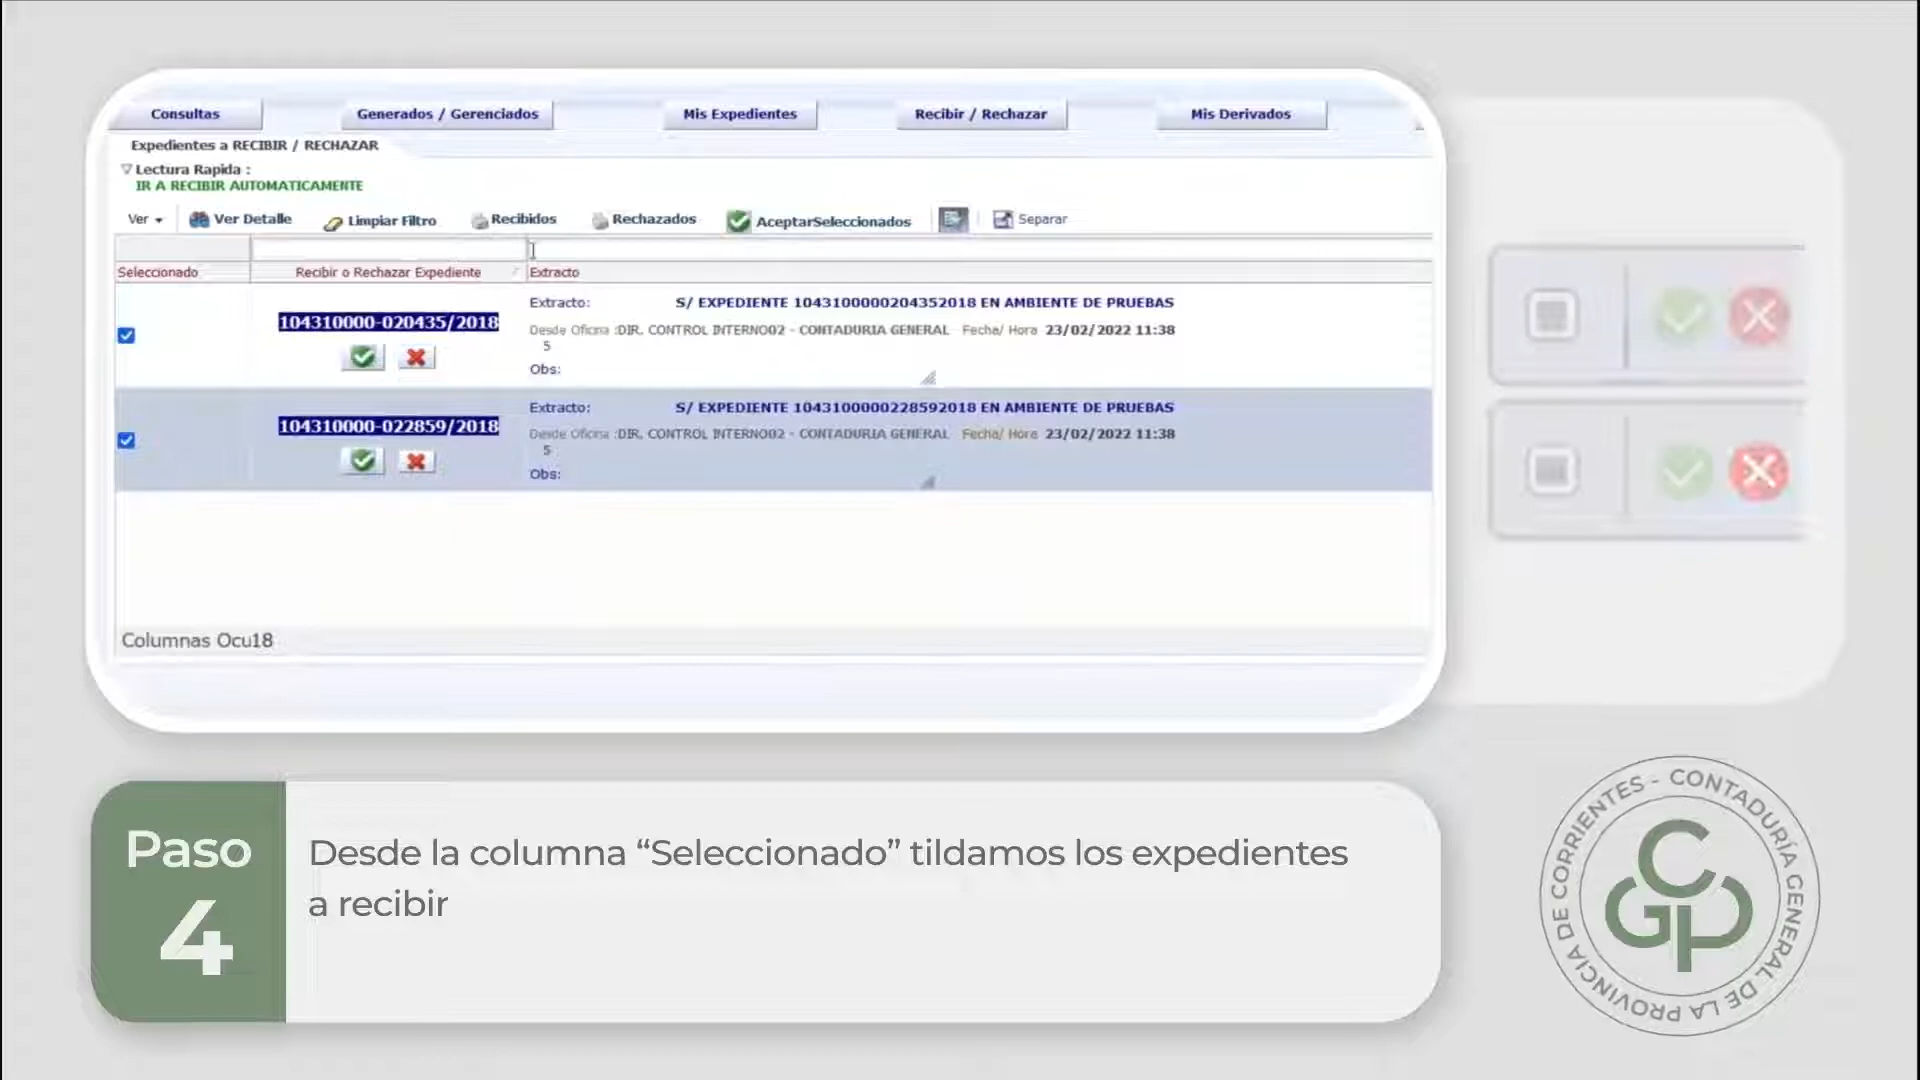 Consultas
Generados / Gerenciados
Mis Expedientes
Recibir / Rechazar
Mis Derivados
Expedientes a RECIBIR / RECHAZAR
Lectura Rapida :
IR A RECIBIR AUTOMATICAMENTE
Ver
Ver Detalle
Limpiar Filtro
Recibidos
Rechazados
AceptarSeleccionados
Separar
Seleccionado
Recibir o Rechazar Expediente
Extracto
104310000-020435/2018
Extracto: S/ EXPEDIENTE 1043100000204352018 EN AMBIENTE DE PRUEBAS
Desde Oficina :DIR. CONTROL INTERNO02 - CONTADURIA GENERAL Fecha/ Hora 23/02/2022 11:38
5
Obs:
104310000-022859/2018
Extracto: S/ EXPEDIENTE 1043100000228592018 EN AMBIENTE DE PRUEBAS
Desde Oficina :DIR. CONTROL INTERNO02 - CONTADURIA GENERAL Fecha/ Hora 23/02/2022 11:38
5
Obs:
Columnas Ocu18
Paso
4
Desde la columna “Seleccionado” tildamos los expedientes
a recibir
CONTADURÍA GENERAL DE LA PROVINCIA DE CORRIENTES -
CGP